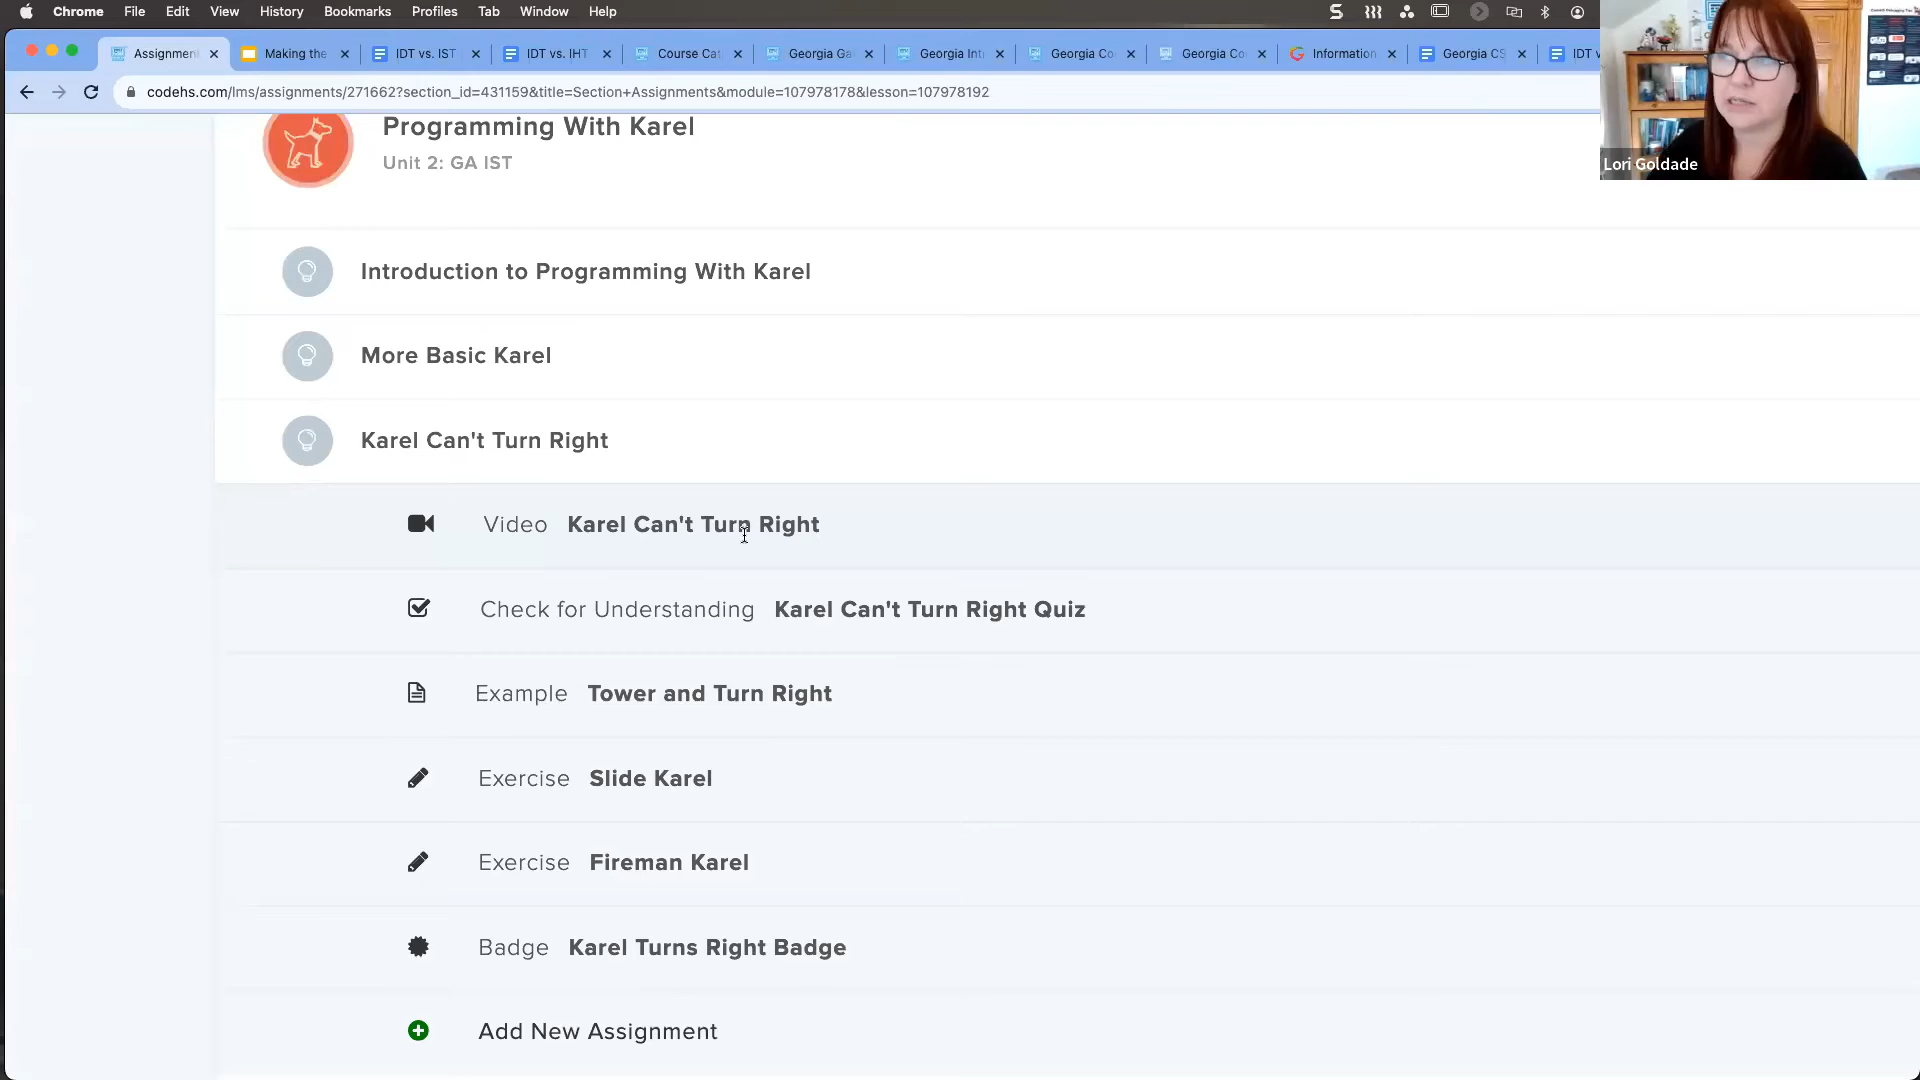 Chrome File Edit View History Bookmarks Profiles Tab Window Help
Assignmen Making the IDT vs. IST IDT vs. IHT Course Cat Georgia Ga Georgia Int Georgia Co Georgia Co Information Georgia CS IDT v
codehs.com/lms/assignments/271662?section_id=431159&title=Section+Assignments&module=107978178&lesson=107978192
Lori Goldade
Programming With Karel
Unit 2: GA IST
Introduction to Programming With Karel
More Basic Karel
Karel Can't Turn Right
Video Karel Can't Turn Right
Check for Understanding Karel Can't Turn Right Quiz
Example Tower and Turn Right
Exercise Slide Karel
Exercise Fireman Karel
Badge Karel Turns Right Badge
Add New Assignment